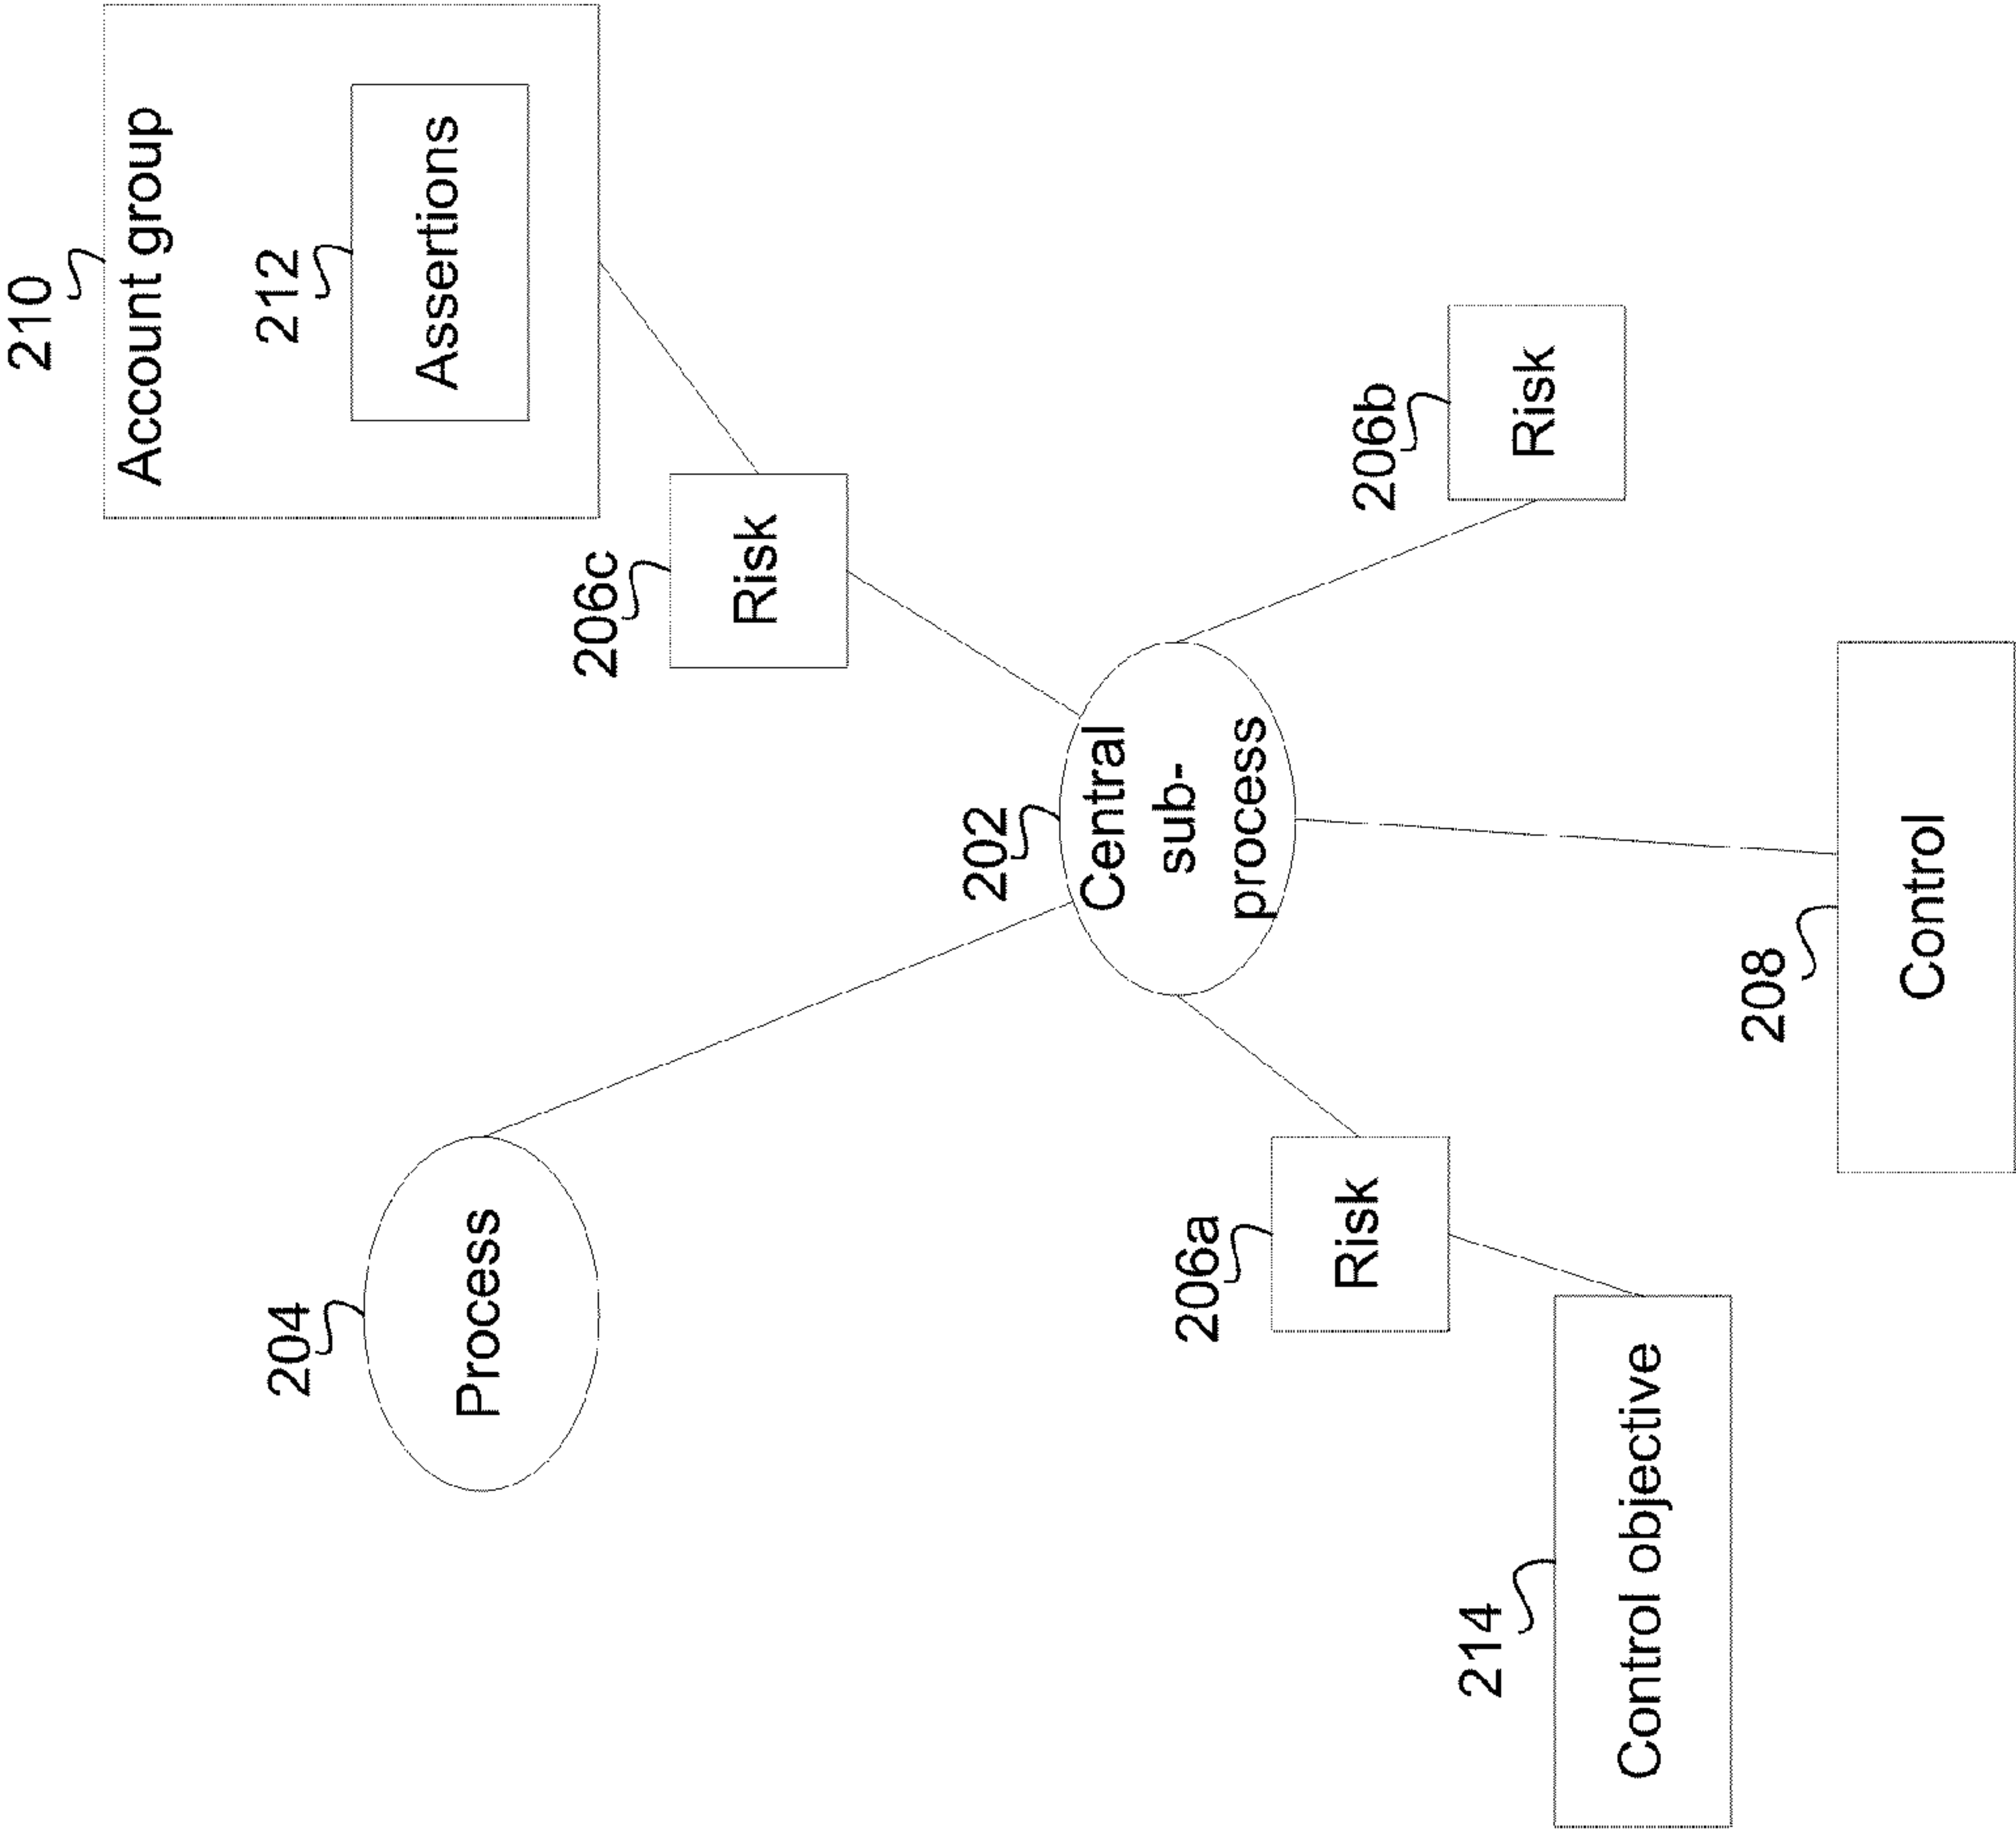 210
Account group
212
Assertions
206c
Risk
204
Process
202
Central
sub-
process
206b
Risk
206a
Risk
208
Control
214
Control objective